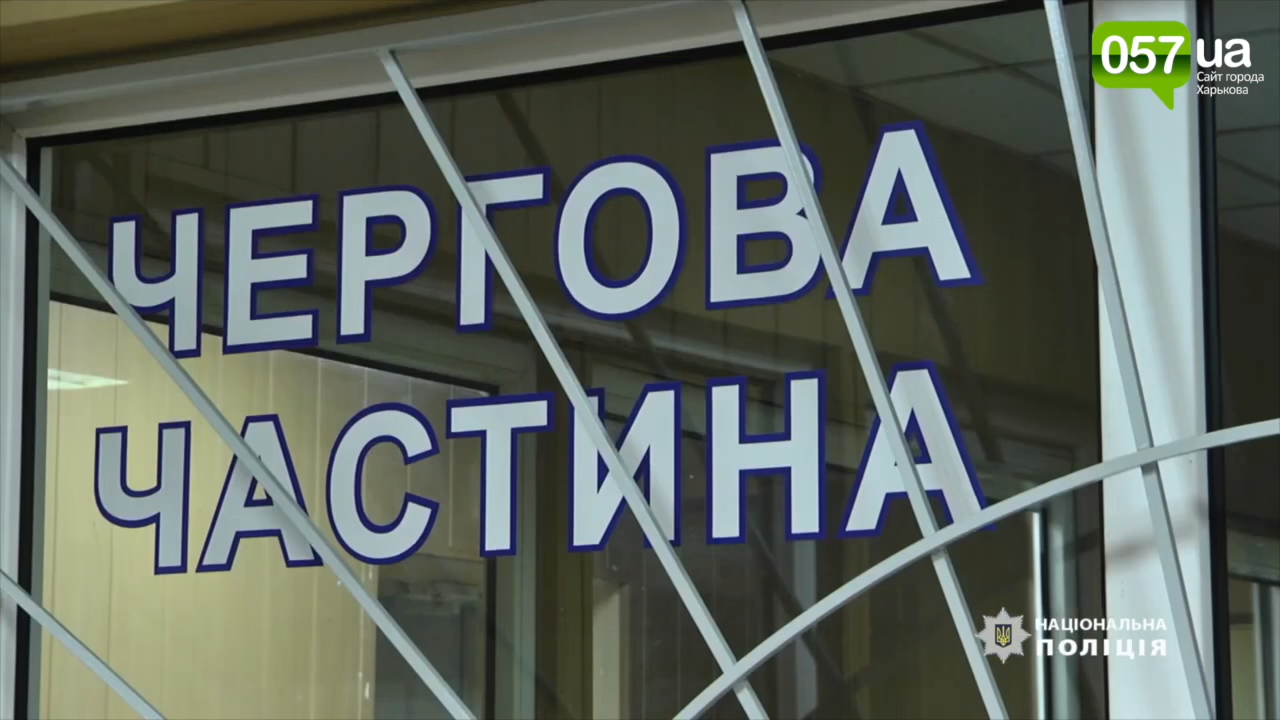 057 ua
Сайт города
Харькова
ЧЕРГОВА
ЧАСТИНА
НАЦІОНАЛЬНА
ПОЛІЦІЯ